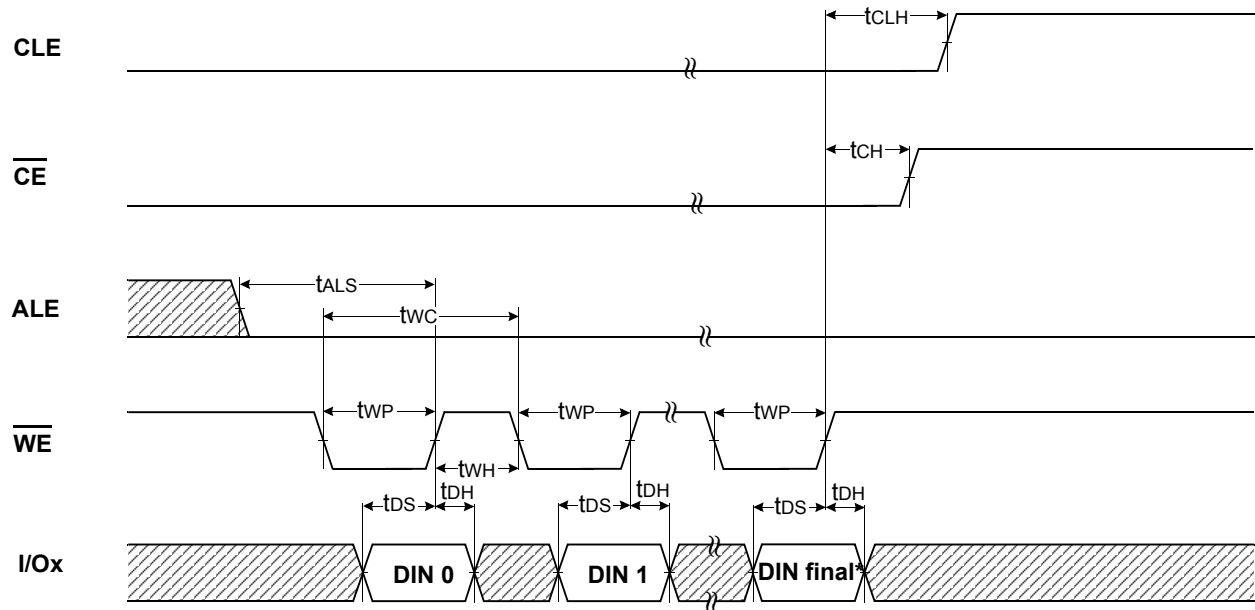 tCLH
CLE
tCH
CE
tALS
tWC
ALE
tWP tWP tWP
WE
tWH
tDS tDH tDS tDH tDS tDH
I/Ox DIN 0 DIN 1 DIN final*